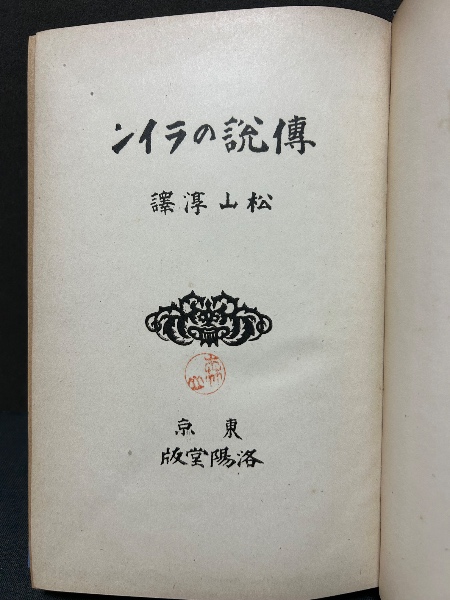 ラインの傳說
松山淳譯
東京
洛陽堂版